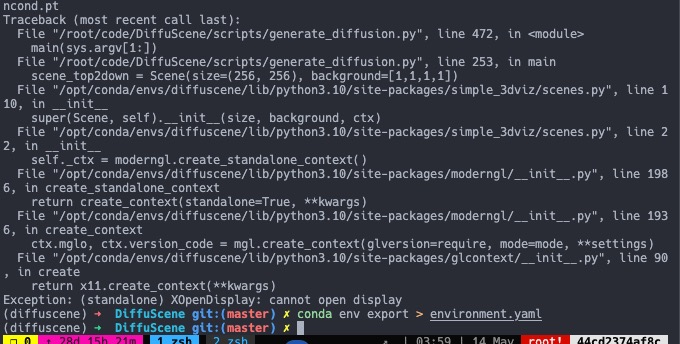 ncond.pt
Traceback (most recent call last):
  File "/root/code/DiffuScene/scripts/generate_diffusion.py", line 472, in <module>
    main(sys.argv[1:])
  File "/root/code/DiffuScene/scripts/generate_diffusion.py", line 253, in main
    scene_top2down = Scene(size=(256, 256), background=[1,1,1,1])
  File "/opt/conda/envs/diffuscene/lib/python3.10/site-packages/simple_3dviz/scenes.py", line 1
10, in __init__
    super(Scene, self).__init__(size, background, ctx)
  File "/opt/conda/envs/diffuscene/lib/python3.10/site-packages/simple_3dviz/scenes.py", line 2
2, in __init__
    self._ctx = moderngl.create_standalone_context()
  File "/opt/conda/envs/diffuscene/lib/python3.10/site-packages/moderngl/__init__.py", line 198
6, in create_standalone_context
    return create_context(standalone=True, **kwargs)
  File "/opt/conda/envs/diffuscene/lib/python3.10/site-packages/moderngl/__init__.py", line 193
6, in create_context
    ctx.mglo, ctx.version_code = mgl.create_context(glversion=require, mode=mode, **settings)
  File "/opt/conda/envs/diffuscene/lib/python3.10/site-packages/glcontext/__init__.py", line 90
, in create
    return x11.create_context(**kwargs)
Exception: (standalone) XOpenDisplay: cannot open display
(diffuscene) ➜  DiffuScene git:(master) ✗ conda env export > environment.yaml
(diffuscene) ➜  DiffuScene git:(master) ✗
❐ 0 ↑ 28d 15h 21m 1 zsh 2 zsh ↗ | 03:59 | 14 May root! 44cd2374af8c